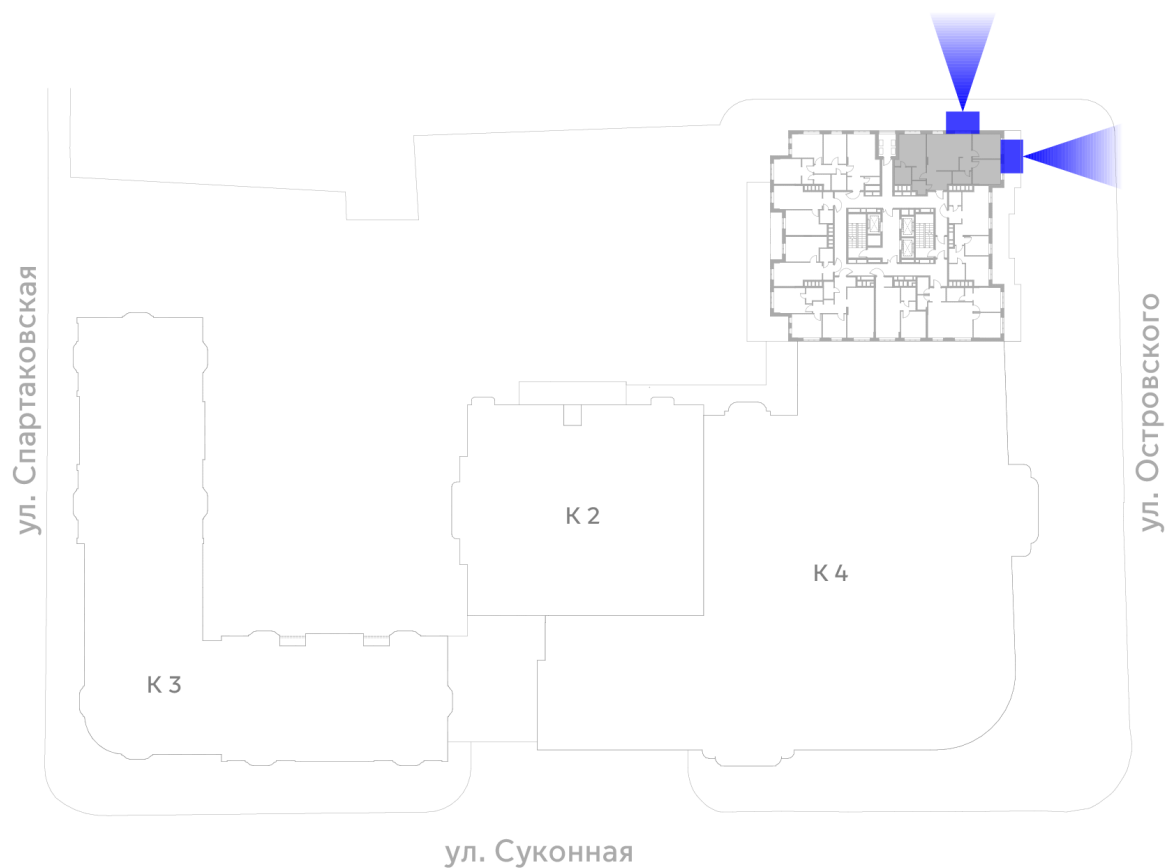 ул. Спартаковская
ул. Островского
К 2
К 4
К 3
ул. Суконная